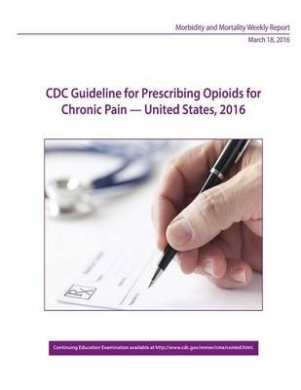 Morbidity and Mortality Weekly Report
March 18, 2016
CDC Guideline for Prescribing Opioids for
Chronic Pain — United States, 2016
Continuing Education Examination available at http://www.cdc.gov/mmwr/cme/conted.html.